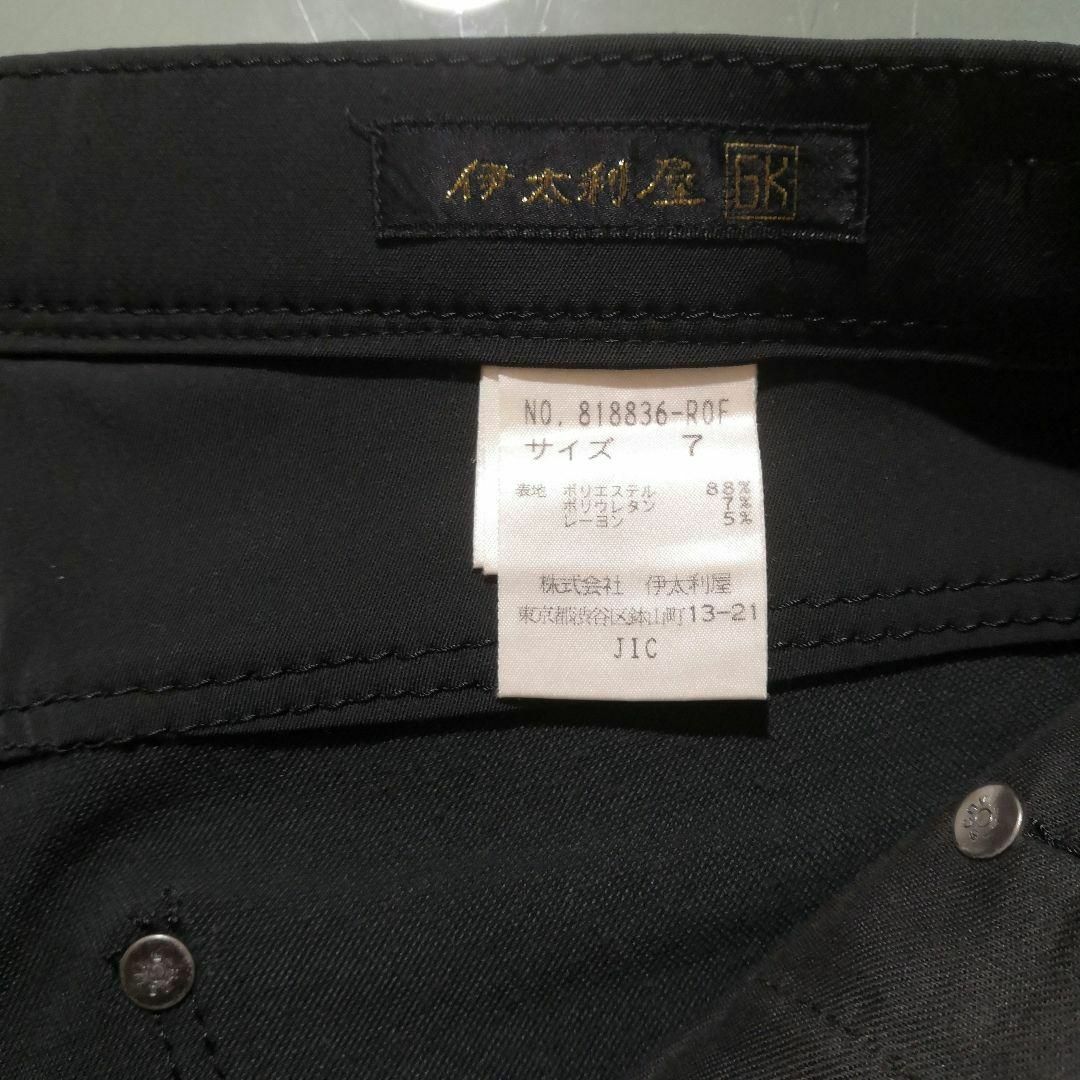 伊太利屋 GK
NO. 818836-ROF
サイズ 7
表地 ポリエステル 88%
ポリウレタン 7%
レーヨン 5%
株式会社 伊太利屋
東京都渋谷区鉢山町13-21
JIC